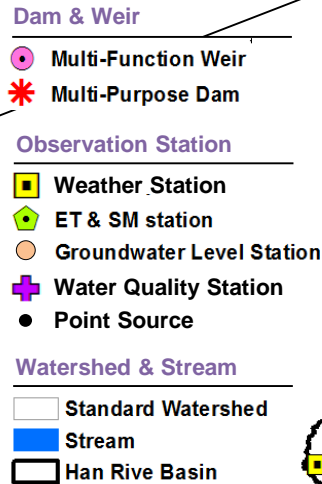 Dam & Weir
Multi-Function Weir
Multi-Purpose Dam
Observation Station
Weather Station
ET & SM station
Groundwater Level Station
Water Quality Station
Point Source
Watershed & Stream
Standard Watershed
Stream
Han Rive Basin